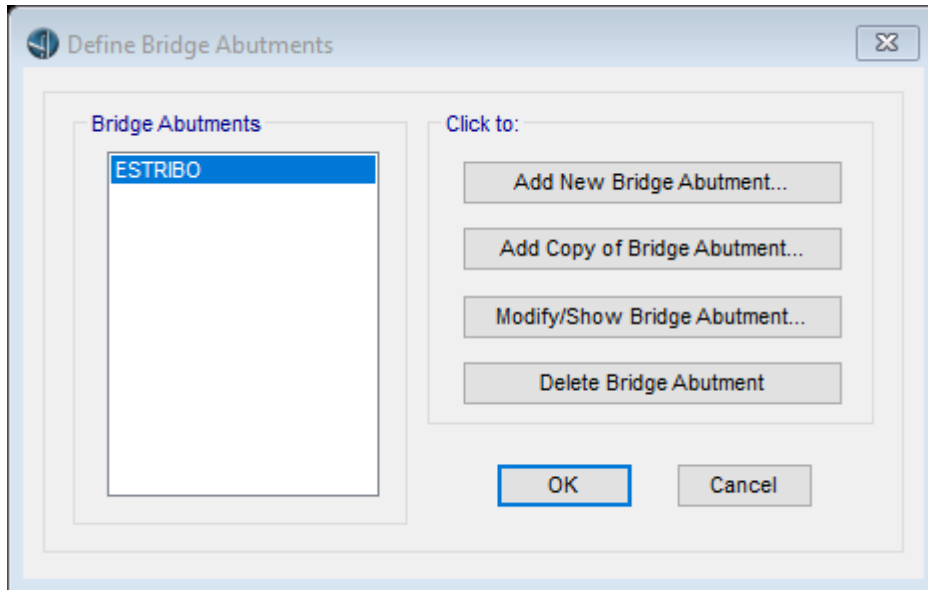 Define Bridge Abutments
Bridge Abutments
ESTRIBO
Click to:
Add New Bridge Abutment...
Add Copy of Bridge Abutment...
Modify/Show Bridge Abutment...
Delete Bridge Abutment
OK
Cancel